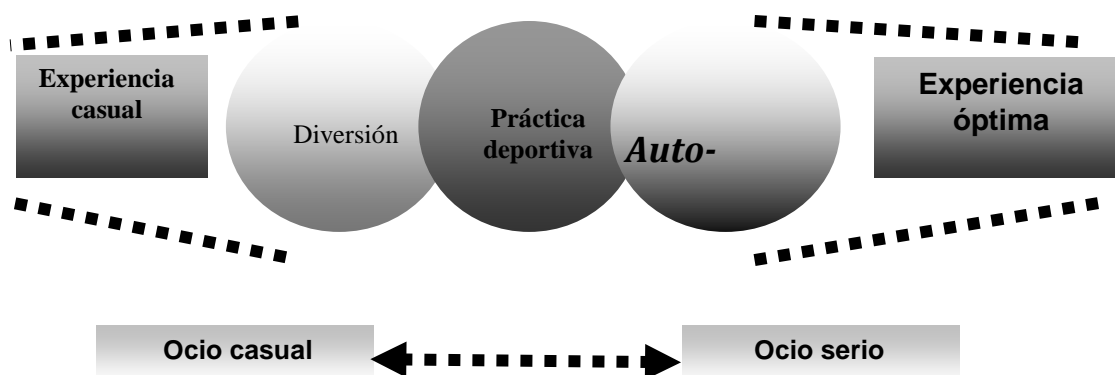 Experiencia
casual
Diversión
Práctica
deportiva
Auto-
Experiencia
óptima
Ocio casual
Ocio serio